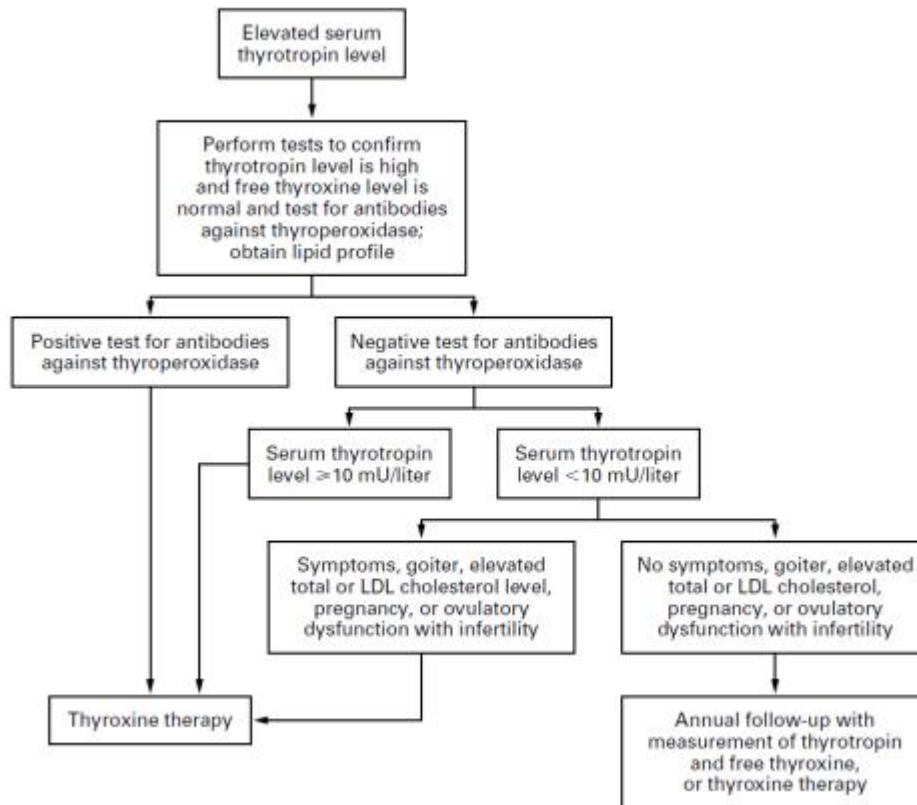 Elevated serum
thyrotropin level
Perform tests to confirm
thyrotropin level is high
and free thyroxine level is
normal and test for antibodies
against thyroperoxidase;
obtain lipid profile
Positive test for antibodies
against thyroperoxidase
Negative test for antibodies
against thyroperoxidase
Serum thyrotropin
level ⩾10 mU/liter
Serum thyrotropin
level <10 mU/liter
Symptoms, goiter, elevated
total or LDL cholesterol level,
pregnancy, or ovulatory
dysfunction with infertility
No symptoms, goiter, elevated
total or LDL cholesterol,
pregnancy, or ovulatory
dysfunction with infertility
Thyroxine therapy
Annual follow-up with
measurement of thyrotropin
and free thyroxine,
or thyroxine therapy